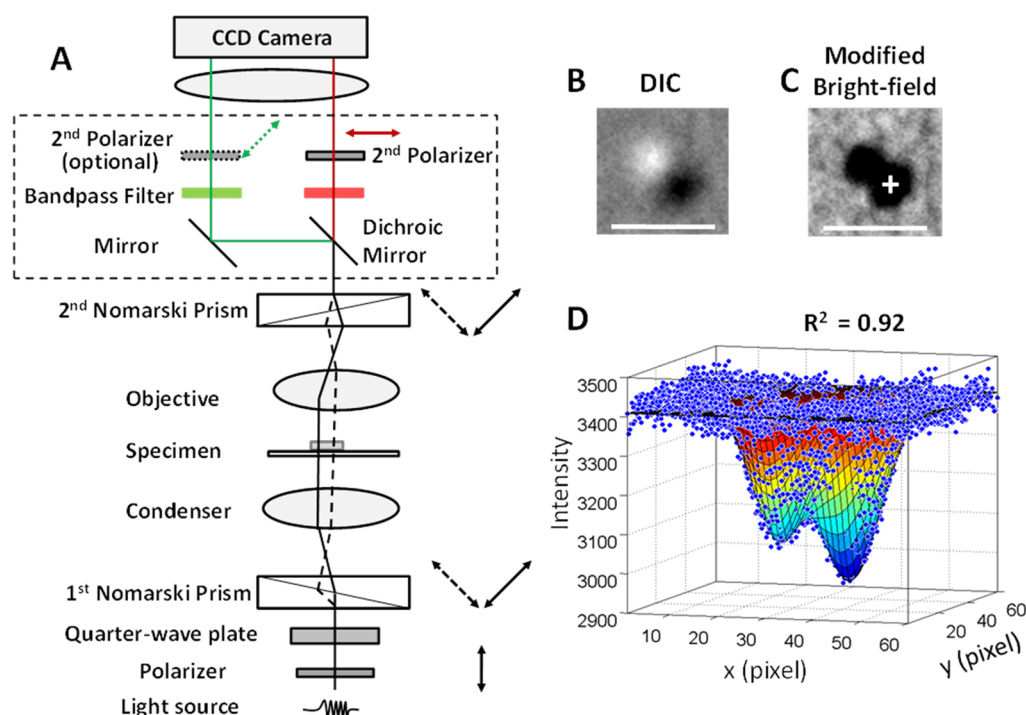 A
CCD Camera
2nd Polarizer
(optional)
2nd Polarizer
Bandpass Filter
Mirror
Dichroic
Mirror
2nd Nomarski Prism
Objective
Specimen
Condenser
1st Nomarski Prism
Quarter-wave plate
Polarizer
Light source
B
DIC
C
Modified
Bright-field
D
R² = 0.92
3500
3400
3300
3200
3100
3000
2900
Intensity
10 20 30 40 50 60
x (pixel)
20 40 60
y (pixel)